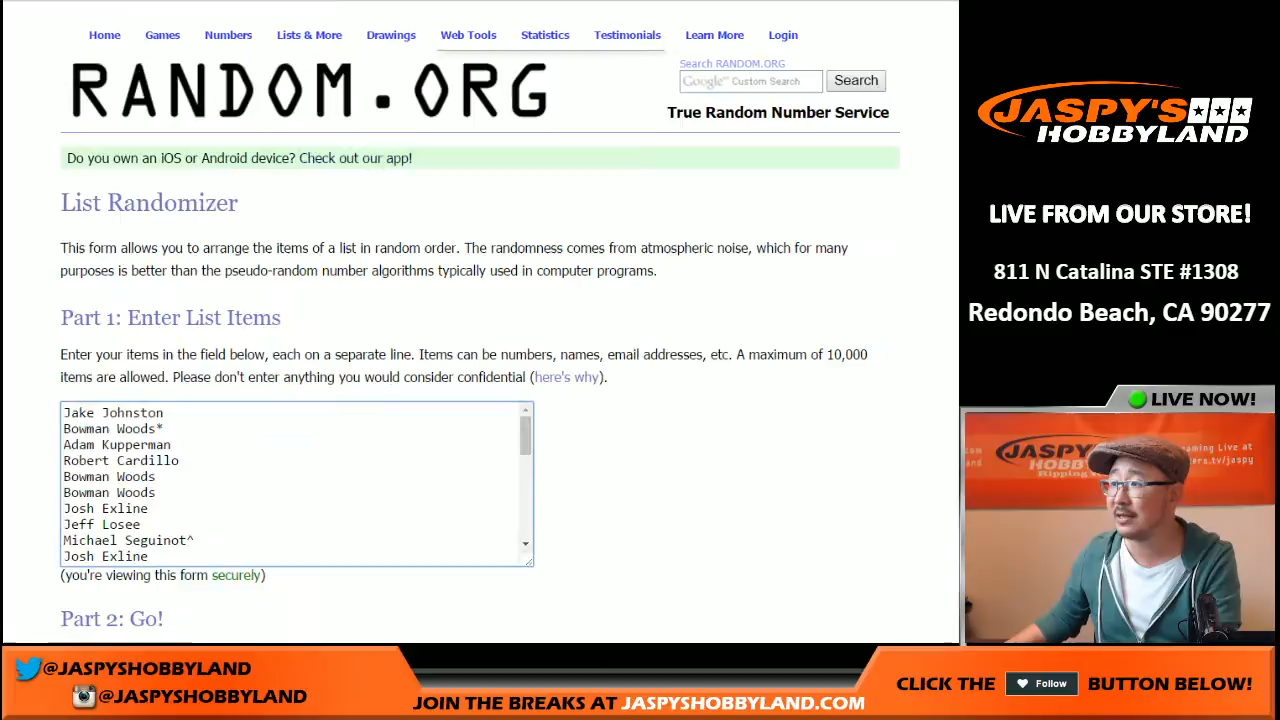 Home Games Numbers Lists & More Drawings Web Tools Statistics Testimonials Learn More Login
RANDOM.ORG
Search RANDOM.ORG
Google™ Custom Search Search
True Random Number Service
Do you own an iOS or Android device? Check out our app!
List Randomizer
This form allows you to arrange the items of a list in random order. The randomness comes from atmospheric noise, which for many
purposes is better than the pseudo-random number algorithms typically used in computer programs.
Part 1: Enter List Items
Enter your items in the field below, each on a separate line. Items can be numbers, names, email addresses, etc. A maximum of 10,000
items are allowed. Please don't enter anything you would consider confidential (here's why).
Jake Johnston
Bowman Woods*
Adam Kupperman
Robert Cardillo
Bowman Woods
Bowman Woods
Josh Exline
Jeff Losee
Michael Seguinot^
Josh Exline
(you're viewing this form securely)
Part 2: Go!
JASPY'S
HOBBYLAND
LIVE FROM OUR STORE!
811 N Catalina STE #1308
Redondo Beach, CA 90277
LIVE NOW!
JASPY'S
@JASPYSHOBBYLAND
@JASPYSHOBBYLAND
JOIN THE BREAKS AT JASPYSHOBBYLAND.COM
CLICK THE Follow BUTTON BELOW!